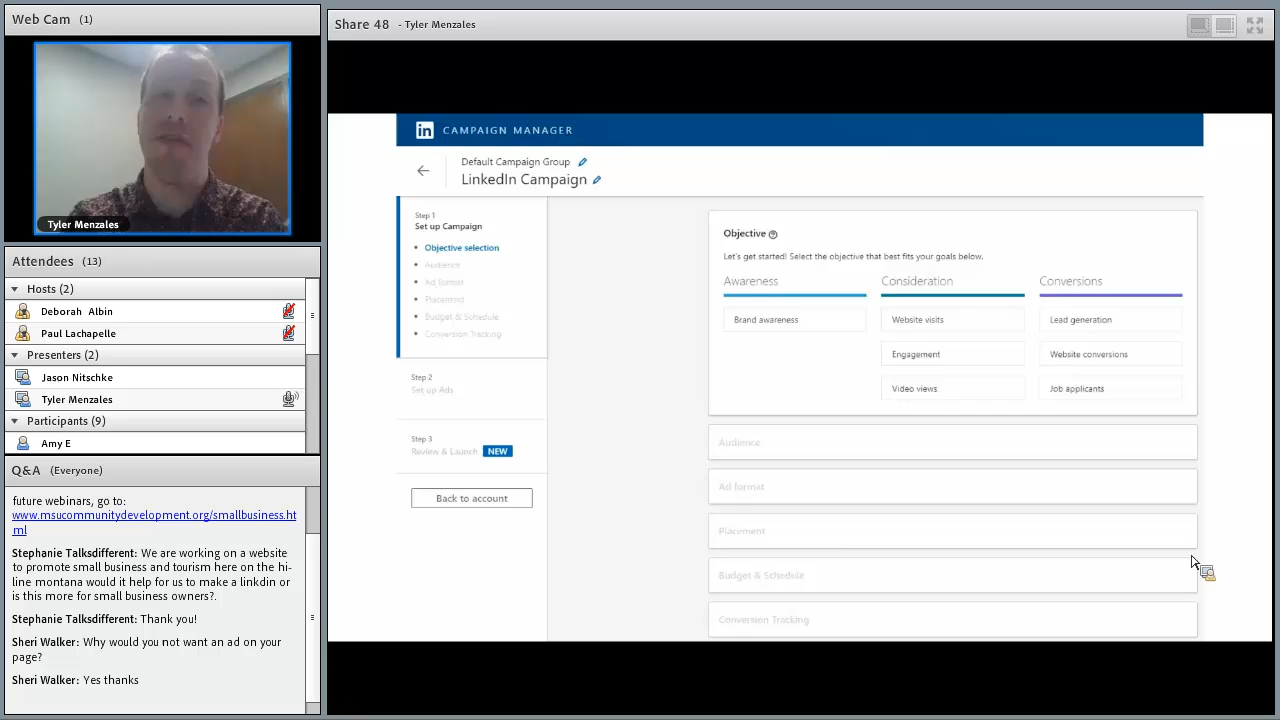 Web Cam (1)
Tyler Menzales
Attendees (13)
Hosts (2)
Deborah Albin
Paul Lachapelle
Presenters (2)
Jason Nitschke
Tyler Menzales
Participants (9)
Amy E
Q&A (Everyone)
future webinars, go to:
www.msucommunitydevelopment.org/smallbusiness.ht
ml
Stephanie Talksdifferent: We are working on a website
to promote small business and tourism here on the hi-
line montana would it help for us to make a linkdin or
is this more for small business owners?.
Stephanie Talksdifferent: Thank you!
Sheri Walker: Why would you not want an ad on your
page?
Sheri Walker: Yes thanks
Share 48 - Tyler Menzales
in CAMPAIGN MANAGER
Default Campaign Group
LinkedIn Campaign
Step 1
Set up Campaign
Objective selection
Audience
Ad format
Placement
Budget & Schedule
Conversion Tracking
Step 2
Set up Ads
Step 3
Review & Launch NEW
Back to account
Objective
Let's get started! Select the objective that best fits your goals below.
Awareness
Brand awareness
Consideration
Website visits
Engagement
Video views
Conversions
Lead generation
Website conversions
Job applicants
Audience
Ad format
Placement
Budget & Schedule
Conversion Tracking